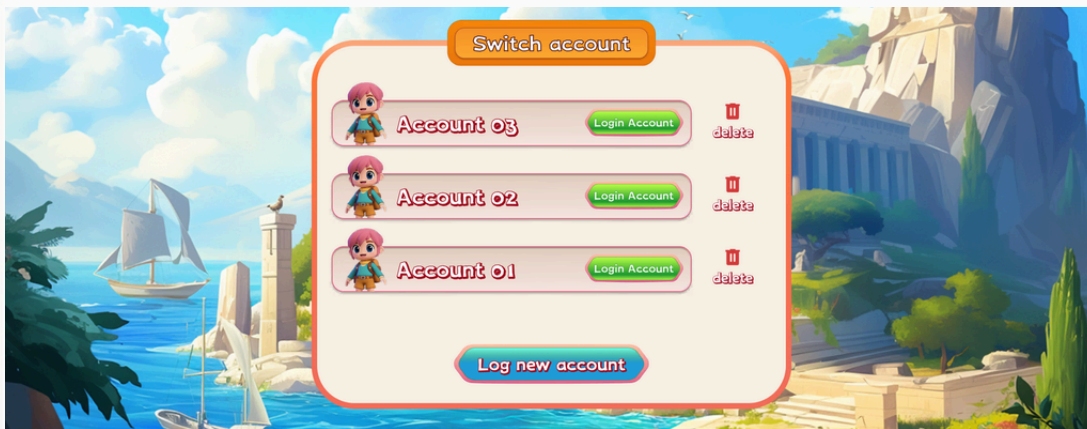 Switch account
Account 03
Login Account
delete
Account 02
Login Account
delete
Account 01
Login Account
delete
Log new account